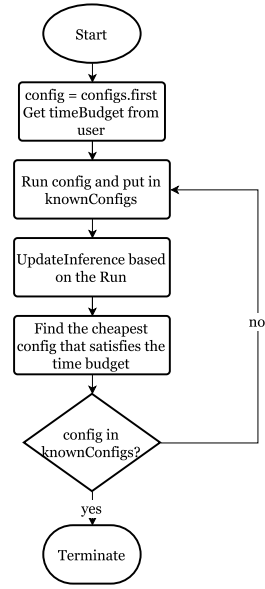 Start
config = configs.first
Get timeBudget from
user
Run config and put in
knownConfigs
UpdateInference based
on the Run
Find the cheapest
config that satisfies the
time budget
no
config in
knownConfigs?
yes
Terminate